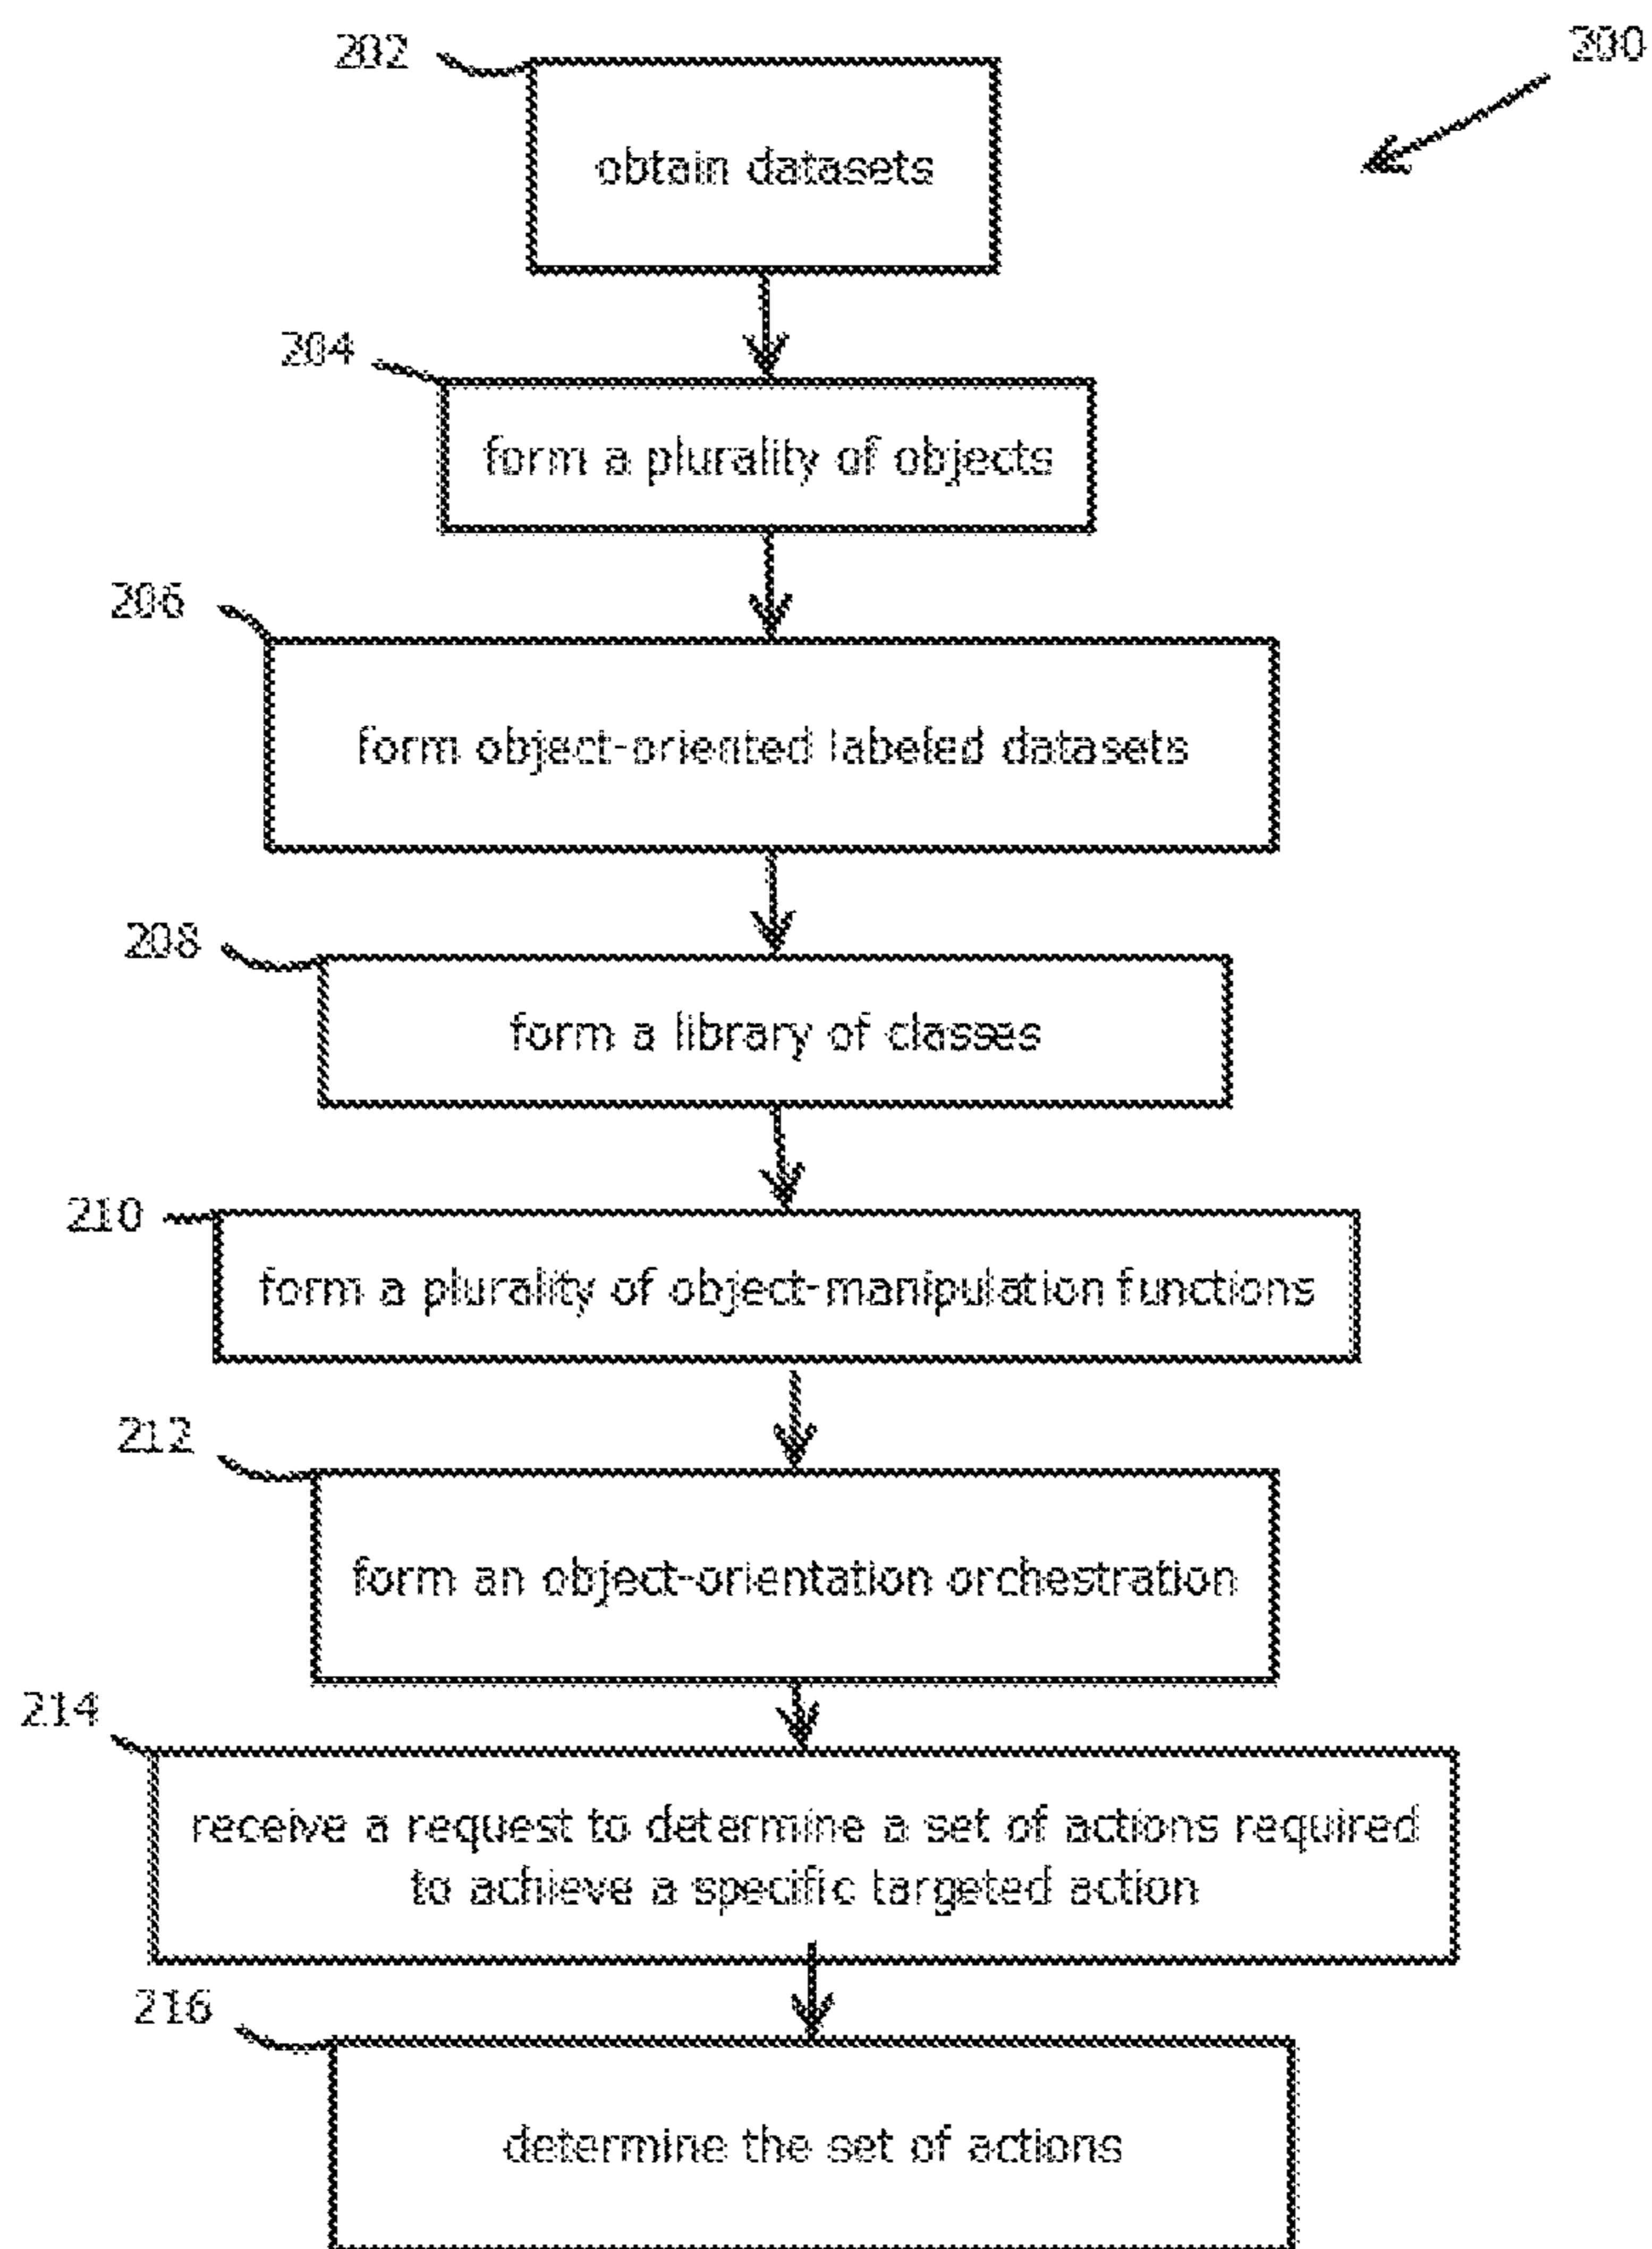 200
202
obtain datasets
204
form a plurality of objects
206
form object-oriented labeled datasets
208
form a library of classes
210
form a plurality of object-manipulation functions
212
form an object-orientation orchestration
214
receive a request to determine a set of actions required
to achieve a specific targeted action
216
determine the set of actions